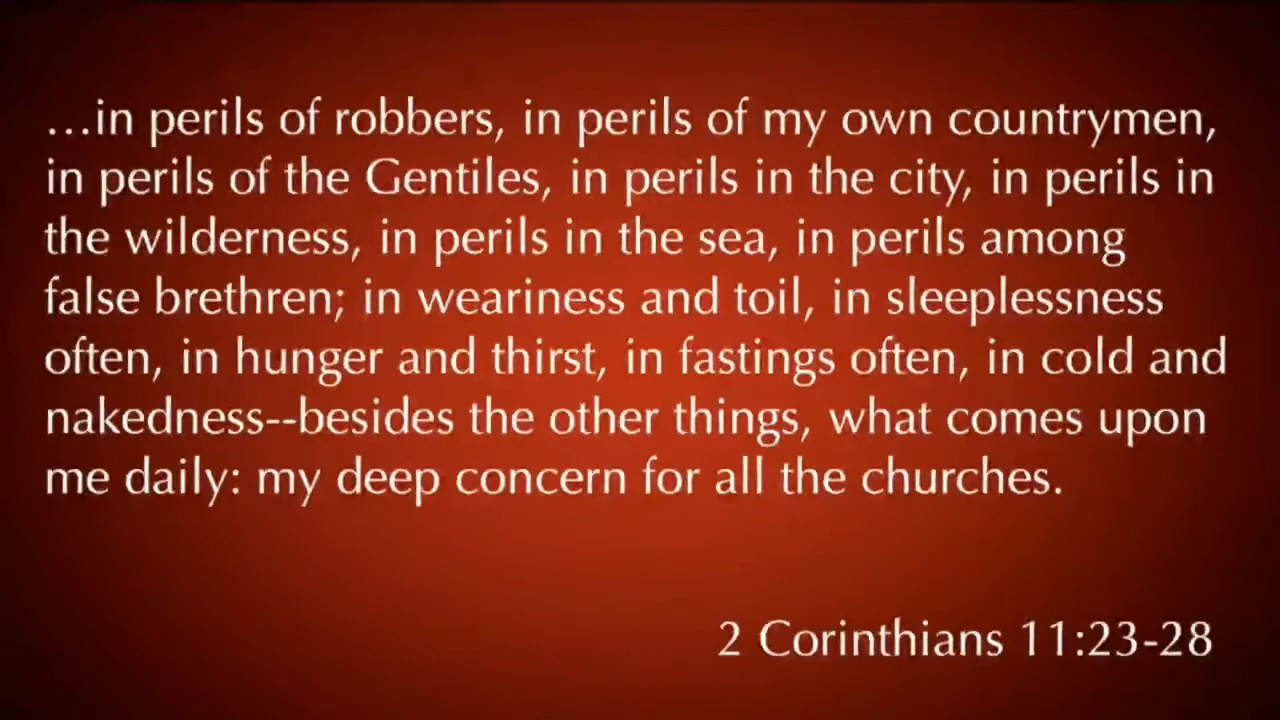 ...in perils of robbers, in perils of my own countrymen,
in perils of the Gentiles, in perils in the city, in perils in
the wilderness, in perils in the sea, in perils among
false brethren; in weariness and toil, in sleeplessness
often, in hunger and thirst, in fastings often, in cold and
nakedness--besides the other things, what comes upon
me daily: my deep concern for all the churches.
2 Corinthians 11:23-28